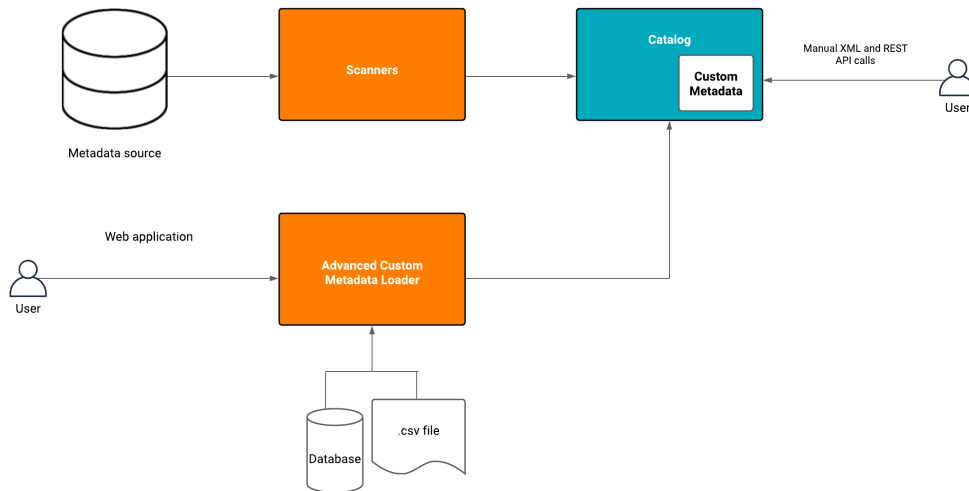 Catalog
Scanners
Custom
Metadata
Manual XML and REST
API calls
User
Metadata source
Web application
Advanced Custom
Metadata Loader
User
.csv file
Database